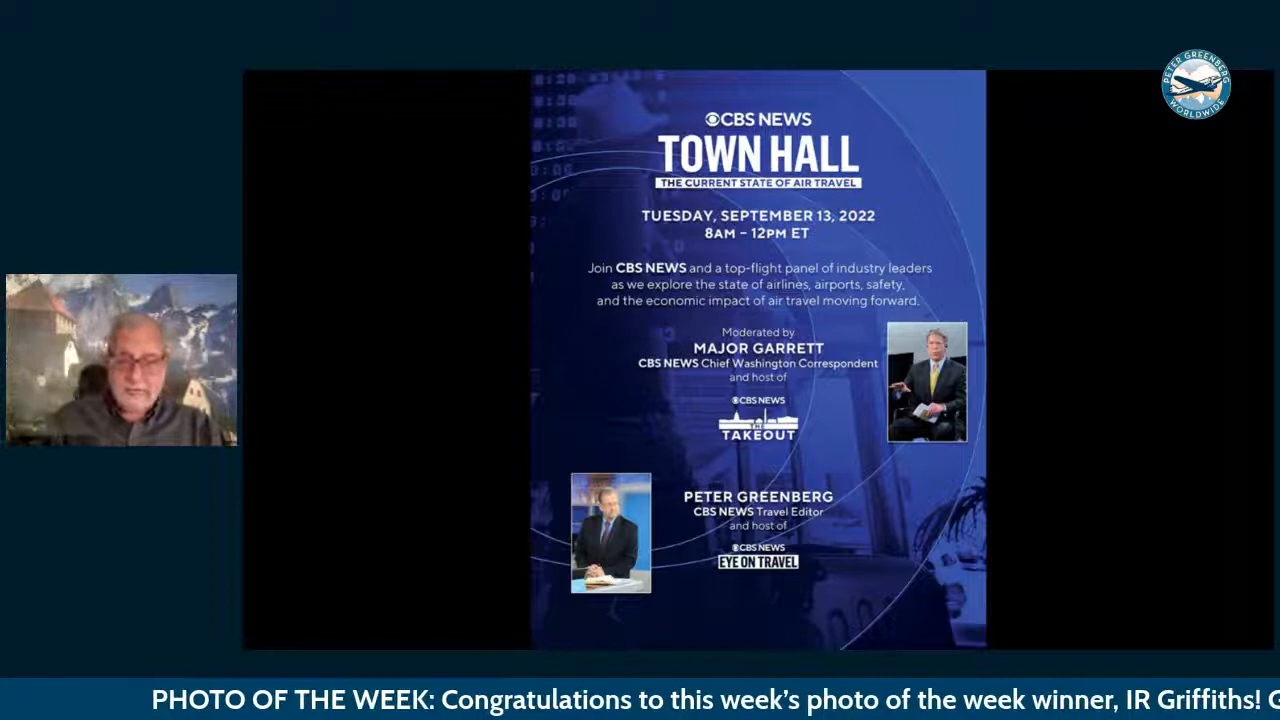 PETER GREENBERG
WORLDWIDE
CBS NEWS
TOWN HALL
THE CURRENT STATE OF AIR TRAVEL
TUESDAY, SEPTEMBER 13, 2022
8AM – 12PM ET
Join CBS NEWS and a top-flight panel of industry leaders
as we explore the state of airlines, airports, safety,
and the economic impact of air travel moving forward.
Moderated by
MAJOR GARRETT
CBS NEWS Chief Washington Correspondent
and host of
CBS NEWS
THE
TAKEOUT
PETER GREENBERG
CBS NEWS Travel Editor
and host of
CBS NEWS
EYE ON TRAVEL
PHOTO OF THE WEEK: Congratulations to this week's photo of the week winner, IR Griffiths!